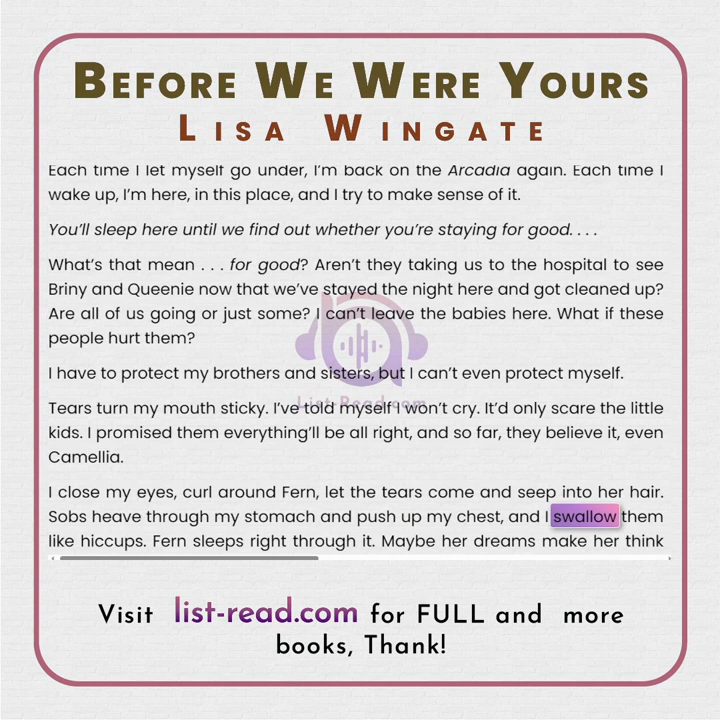 BEFORE WE WERE YOURS
LISA WINGATE
Each time I let myself go under, I'm back on the Arcadia again. Each time I
wake up, I'm here, in this place, and I try to make sense of it.
You'll sleep here until we find out whether you're staying for good. . . .
What's that mean . . . for good? Aren't they taking us to the hospital to see
Briny and Queenie now that we've stayed the night here and got cleaned up?
Are all of us going or just some? I can't leave the babies here. What if these
people hurt them?
I have to protect my brothers and sisters, but I can't even protect myself.
List-Read.com
Tears turn my mouth sticky. I've told myself I won't cry. It'd only scare the little
kids. I promised them everything'll be all right, and so far, they believe it, even
Camellia.
I close my eyes, curl around Fern, let the tears come and seep into her hair.
Sobs heave through my stomach and push up my chest, and I swallow them
like hiccups. Fern sleeps right through it. Maybe her dreams make her think
Visit list-read.com for FULL and more
books, Thank!